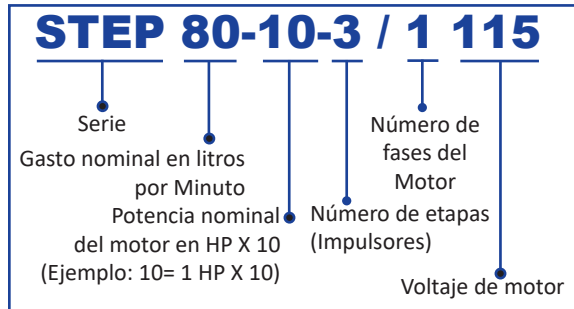 STEP 80-10-3 / 1 115
Serie
Gasto nominal en litros
por Minuto
Potencia nominal
del motor en HP X 10
(Ejemplo: 10= 1 HP X 10)
Número de etapas
(Impulsores)
Número de
fases del
Motor
Voltaje de motor